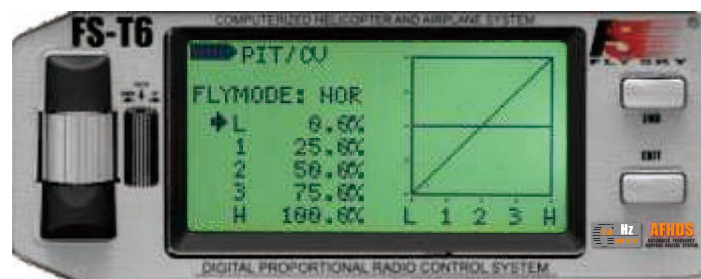 COMPUTERIZED HELICOPTER AND AIRPLANE SYSTEM
FS-T6
FLY SKY
PIT/CV
FLYMODE: NOR
L 0.0%
1 25.0%
2 50.0%
3 75.0%
H 100.0%
L 1 2 3 H
END
EXIT
Hz
AFHDS
DIGITAL PROPORTIONAL RADIO CONTROL SYSTEM